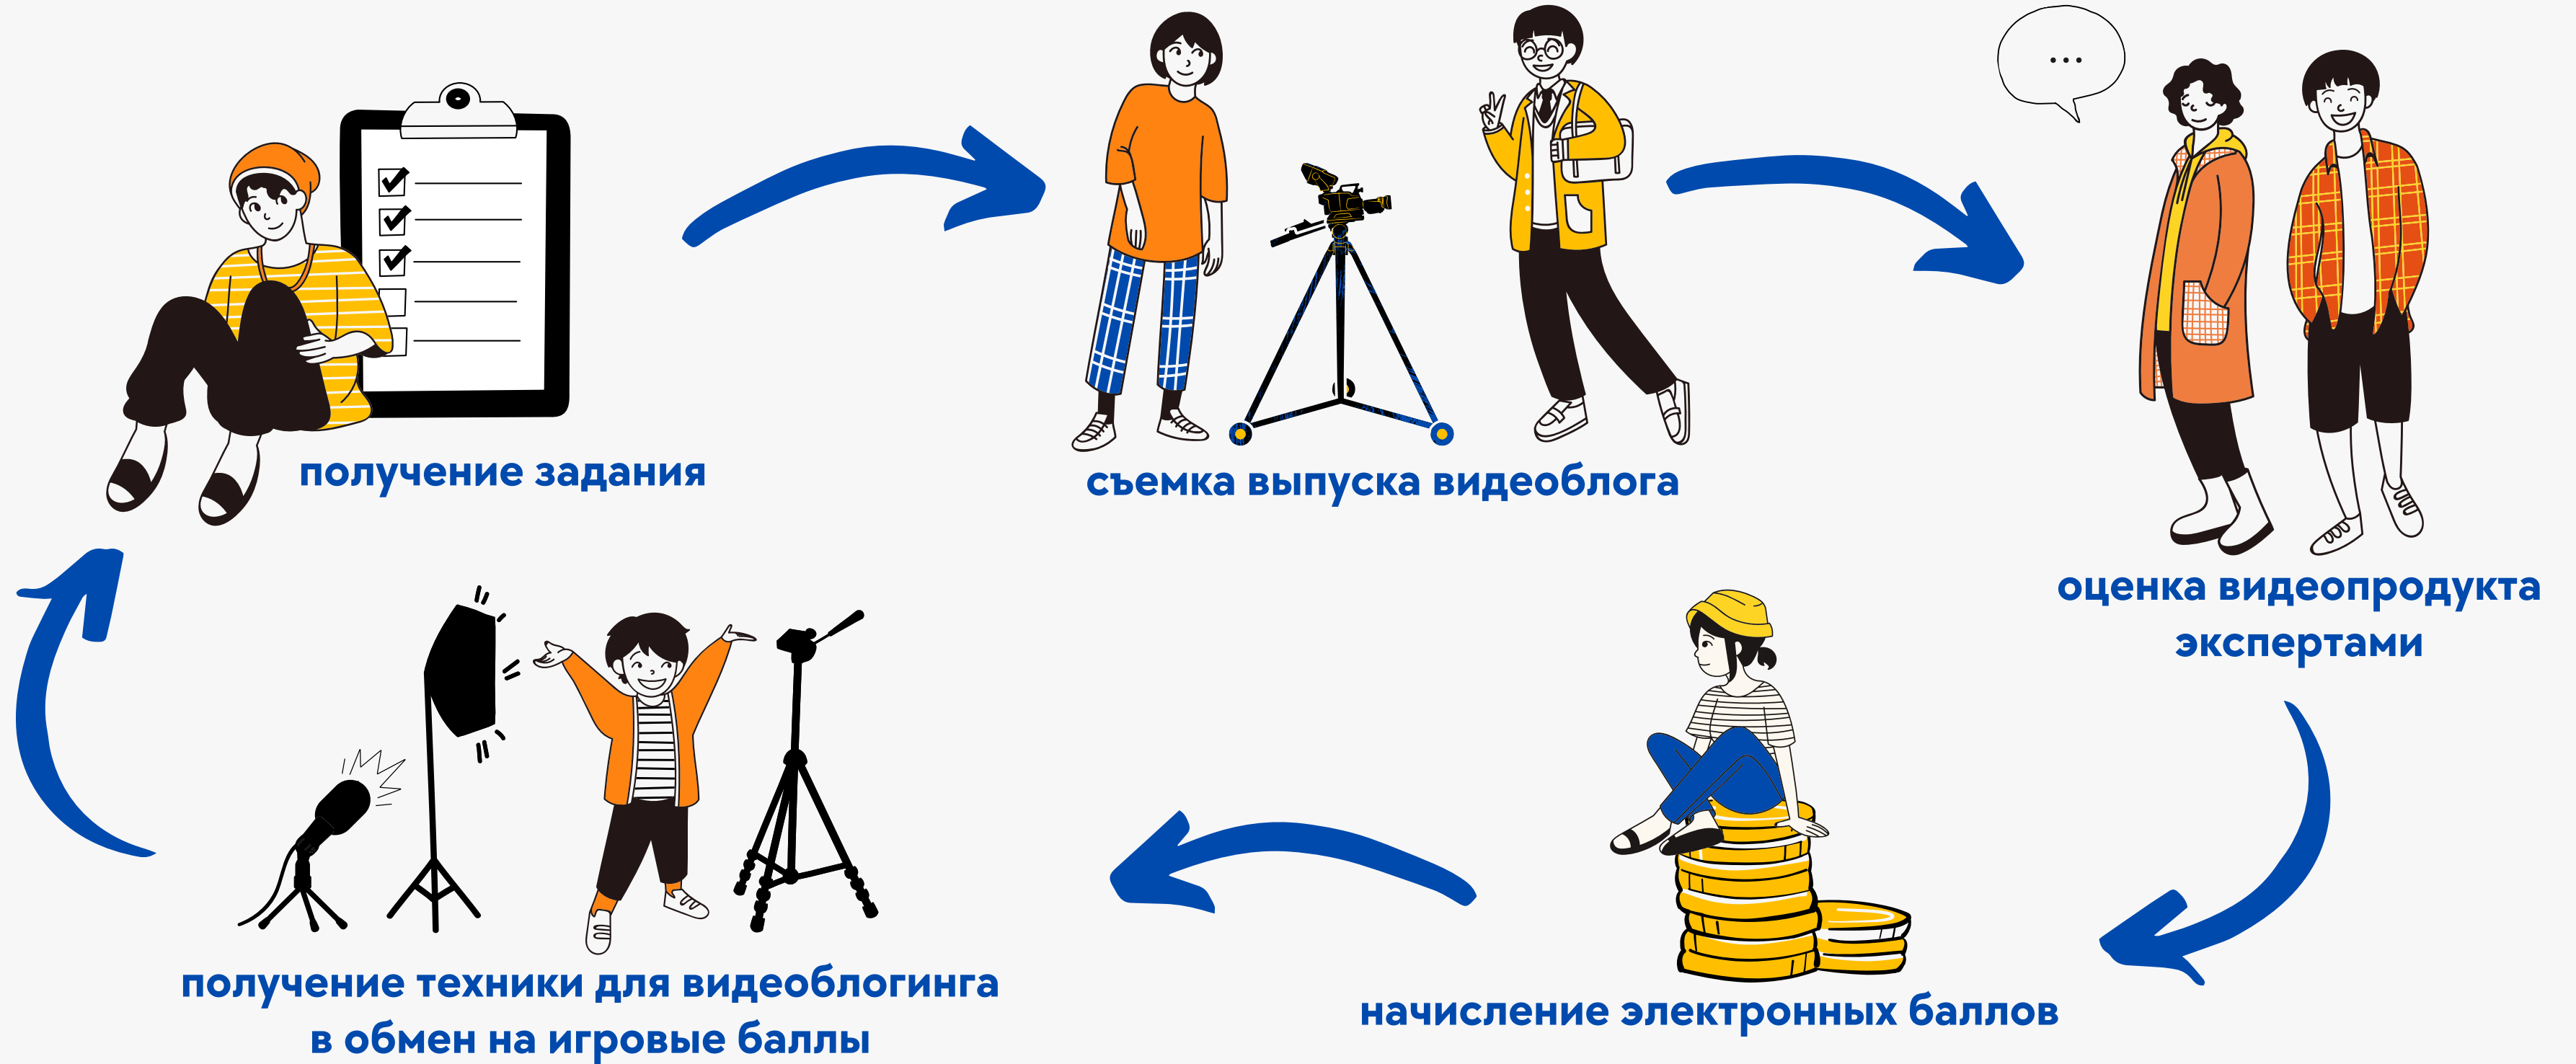 ...
получение задания
съемка выпуска видеоблога
оценка видеопродукта
экспертами
начисление электронных баллов
получение техники для видеоблогинга
в обмен на игровые баллы